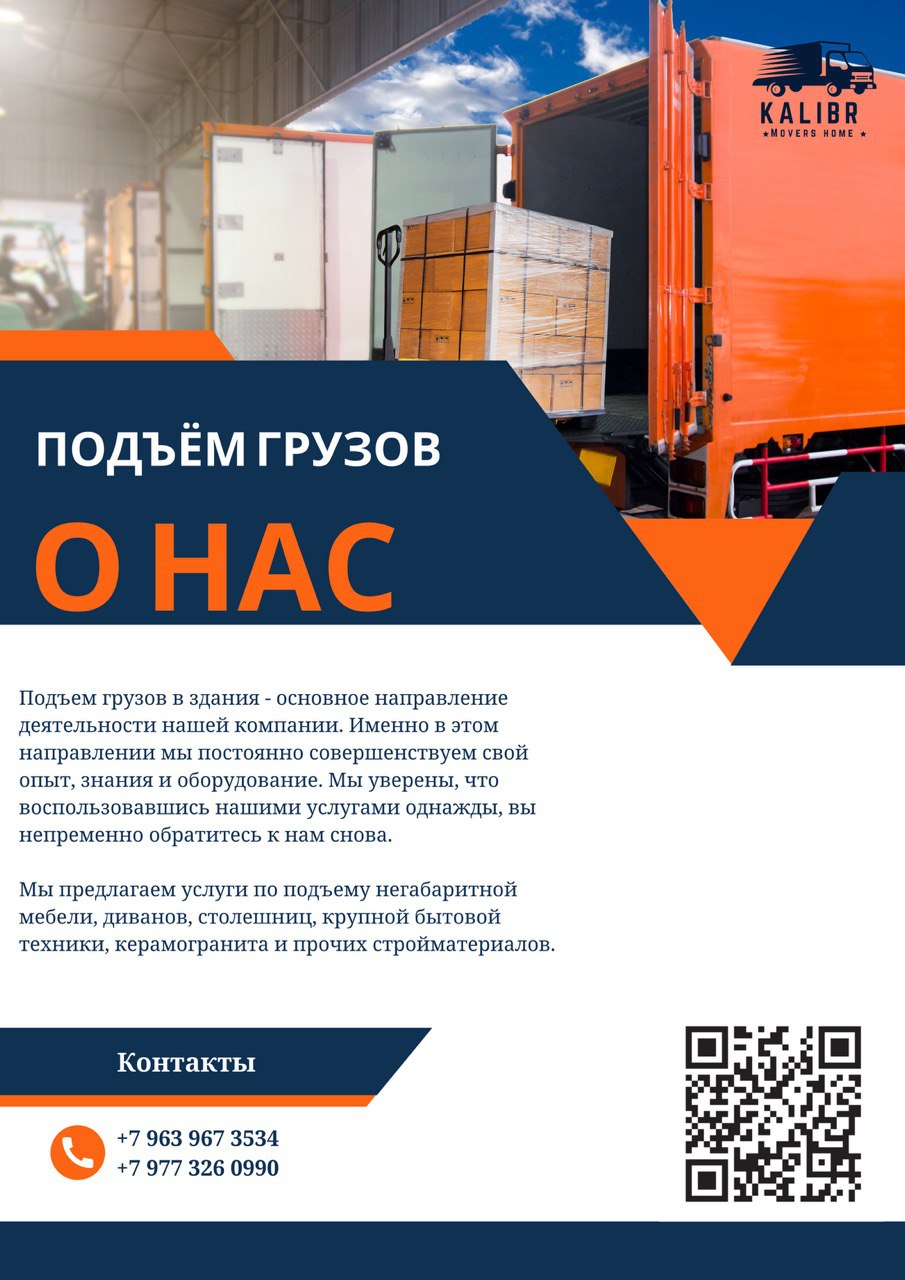 KALIBR
★MOVERS HOME★
ПОДЪЁМ ГРУЗОВ
О НАС
Подъем грузов в здания - основное направление
деятельности нашей компании. Именно в этом
направлении мы постоянно совершенствуем свой
опыт, знания и оборудование. Мы уверены, что
воспользовавшись нашими услугами однажды, вы
непременно обратитесь к нам снова.
Мы предлагаем услуги по подъему негабаритной
мебели, диванов, столешниц, крупной бытовой
техники, керамогранита и прочих стройматериалов.
Контакты
+7 963 967 3534
+7 977 326 0990